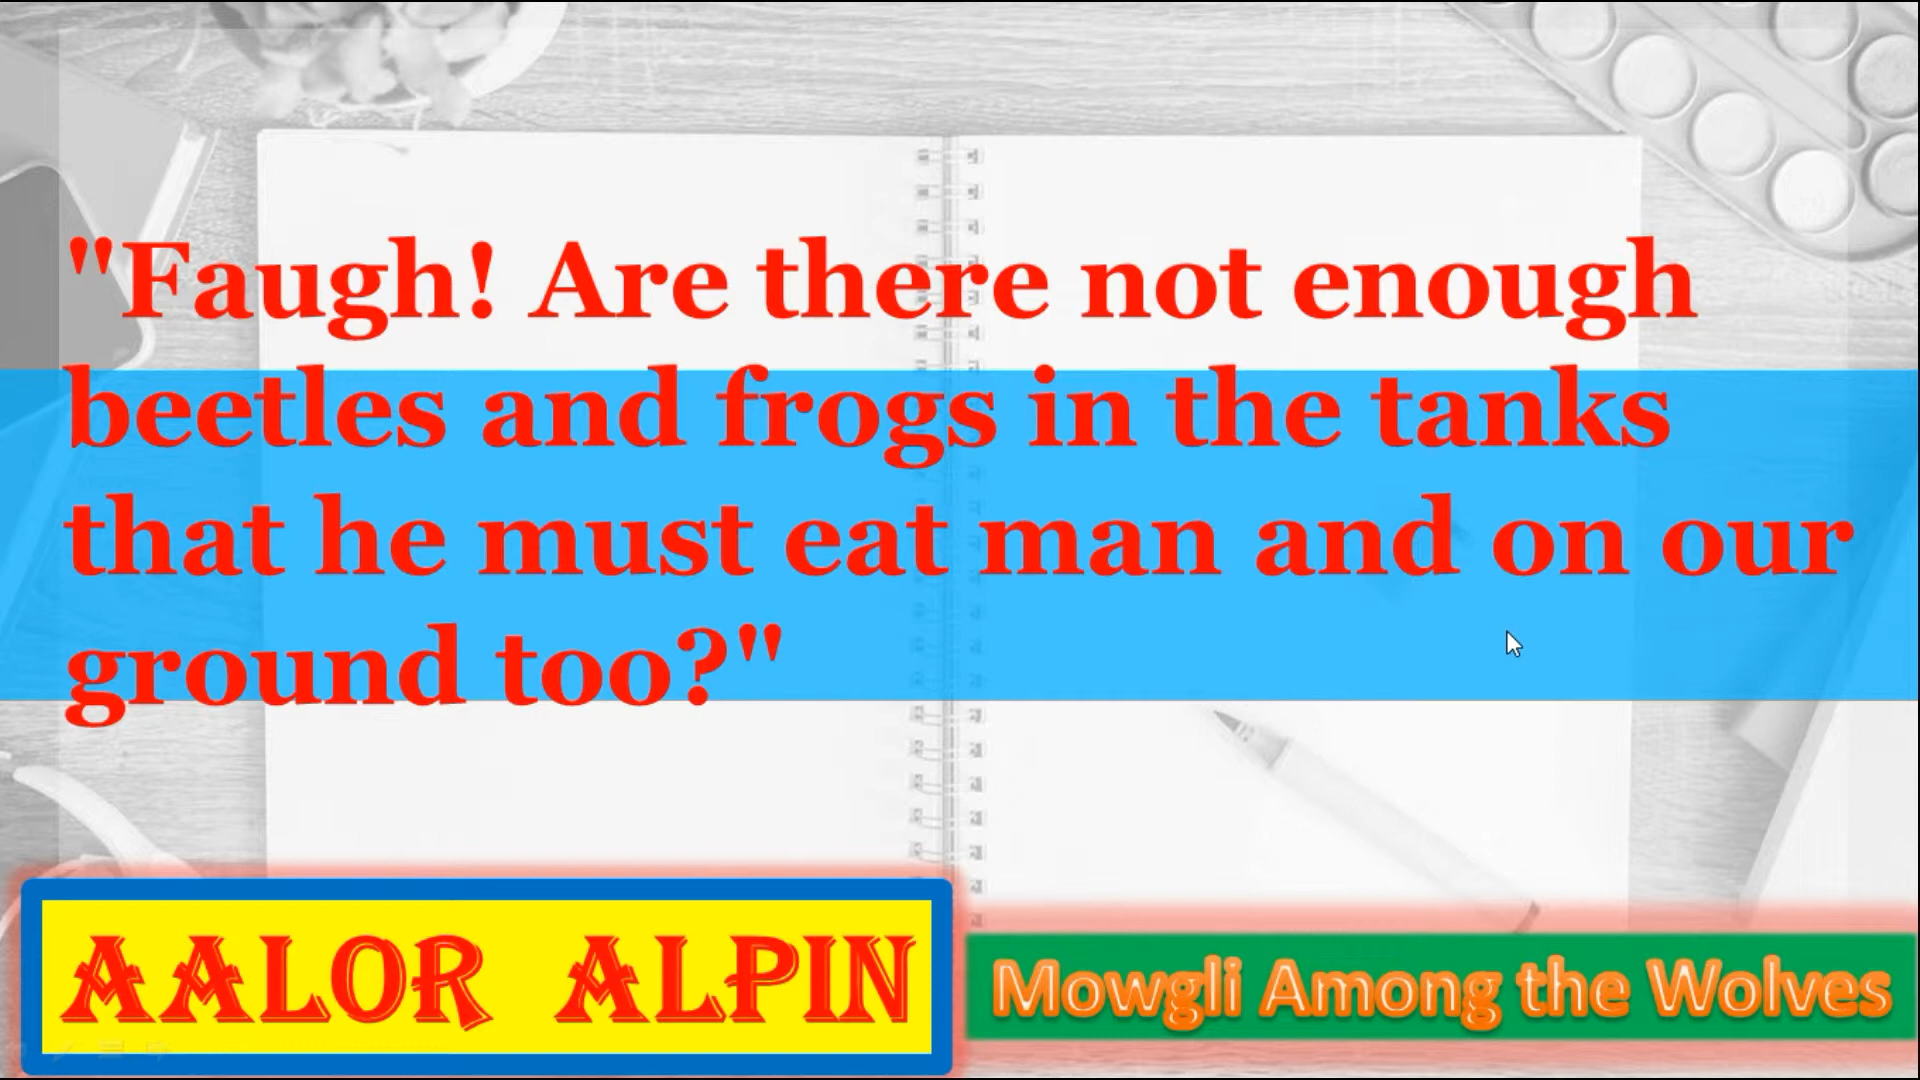 "Faugh! Are there not enough
beetles and frogs in the tanks
that he must eat man and on our
ground too?"
AALOR ALPIN
Mowgli Among the Wolves